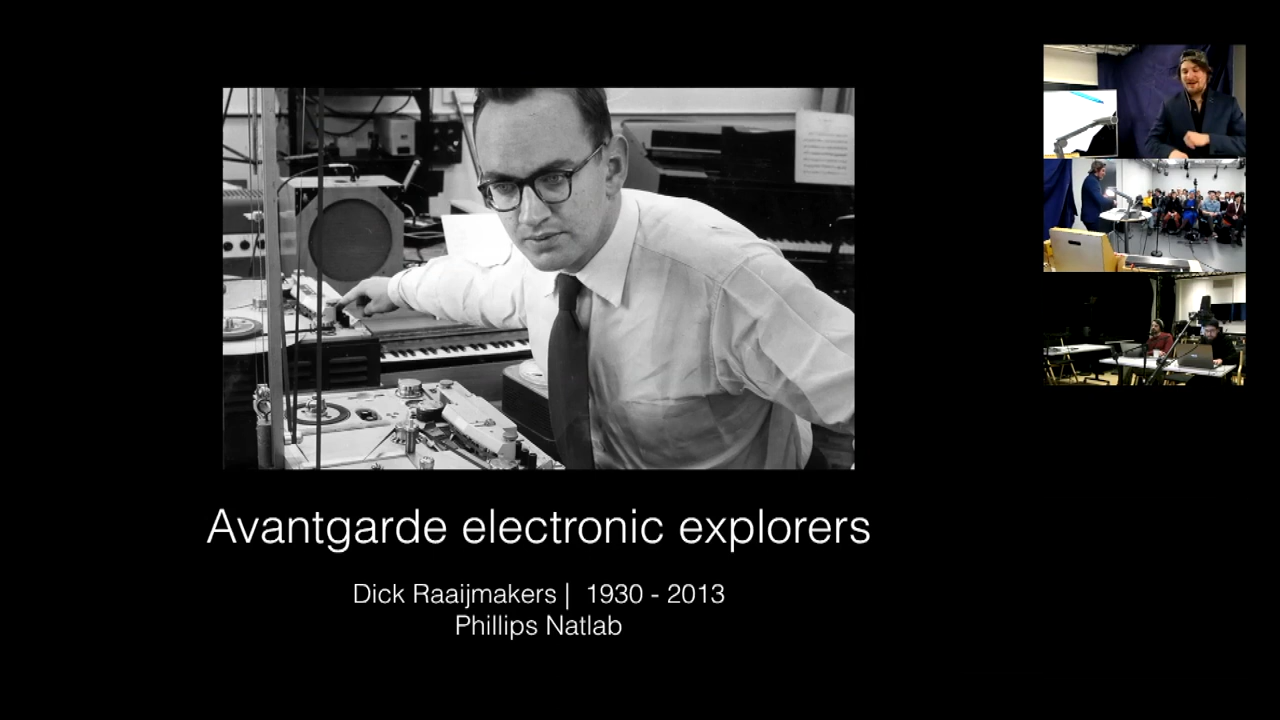 Avantgarde electronic explorers
Dick Raaijmakers | 1930 - 2013
Phillips Natlab